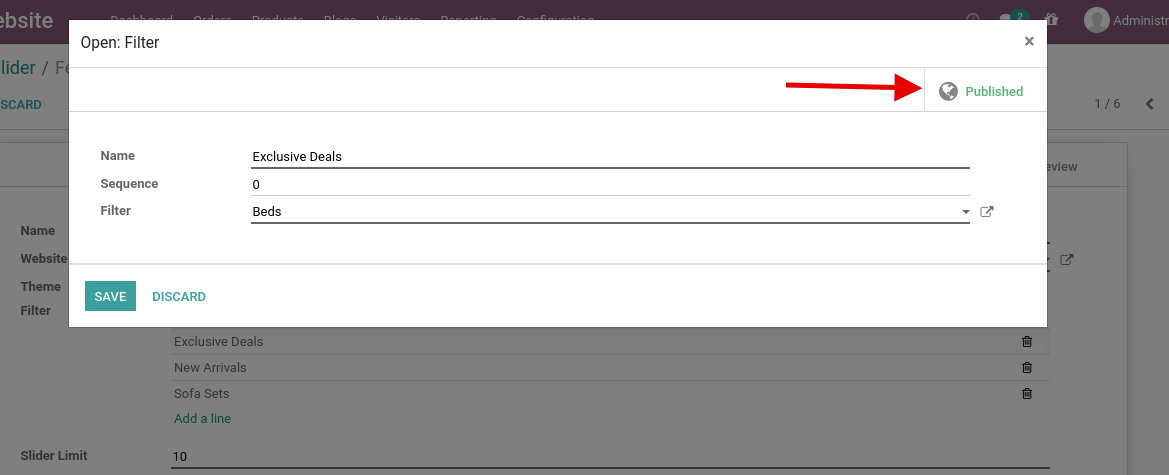 ebsite Dashboard Orders Products Blogs Visitors Reporting Configuration 2 Administr
Open: Filter ×
lider / Fe
Published
SCARD 1 / 6
Name Exclusive Deals
eview
Sequence 0
Filter Beds
Name
Website
Theme
SAVE DISCARD
Filter
Exclusive Deals
New Arrivals
Sofa Sets
Add a line
Slider Limit 10